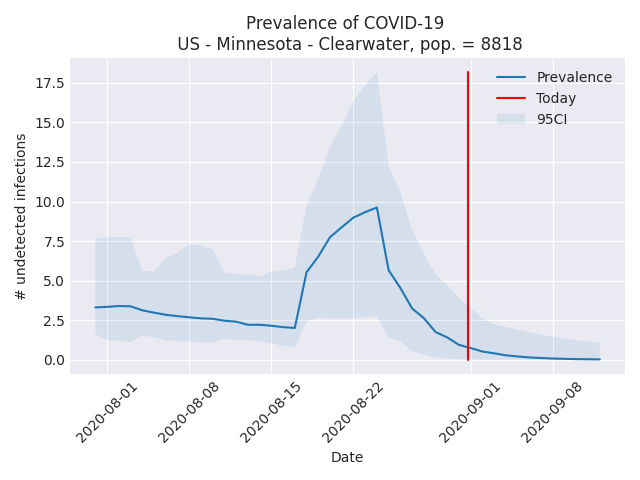 Prevalence of COVID-19
US - Minnesota - Clearwater, pop. = 8818
Prevalence
Today
95CI
# undetected infections
17.5
15.0
12.5
10.0
7.5
5.0
2.5
0.0
2020-08-01
2020-08-08
2020-08-15
2020-08-22
2020-09-01
2020-09-08
Date